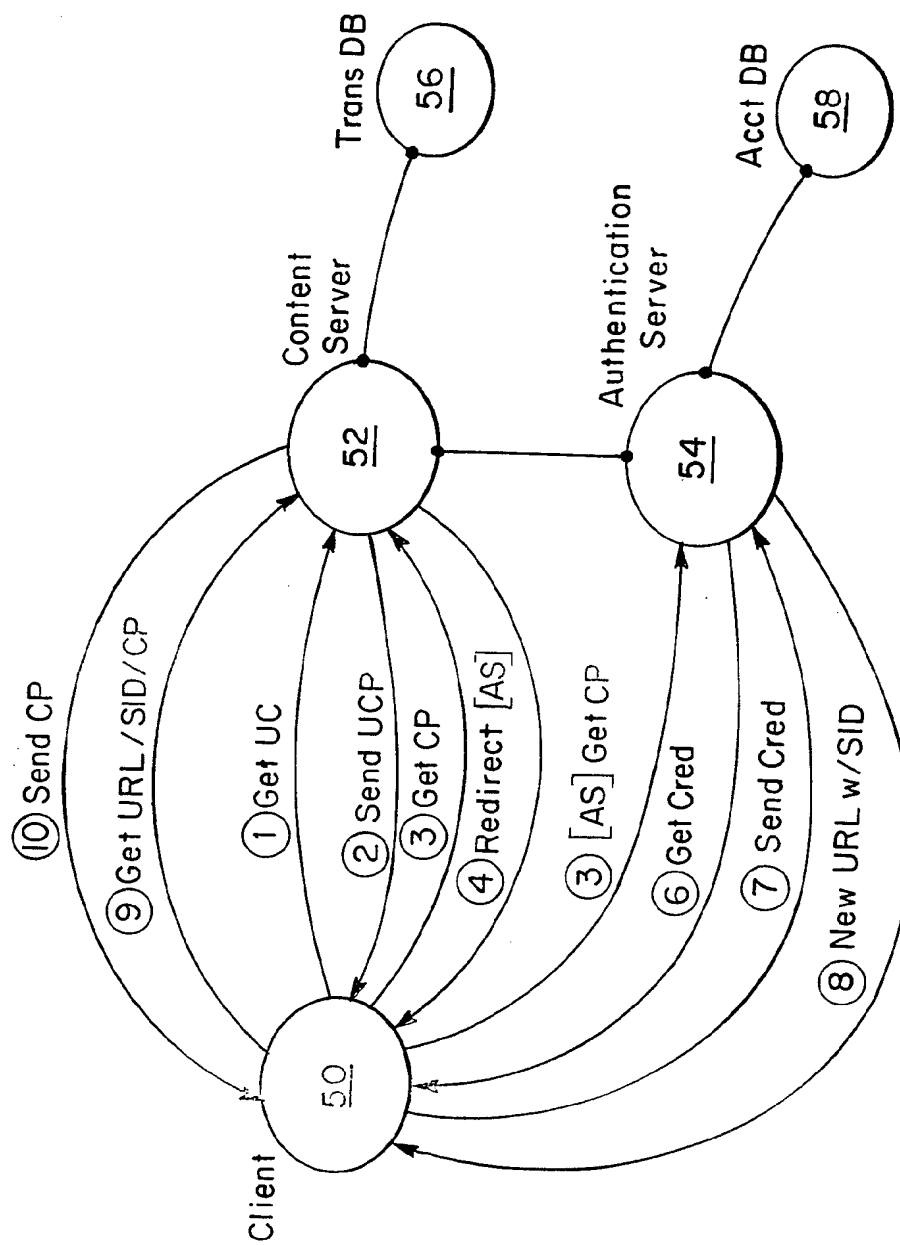 ⑩ Send CP
⑨ Get URL/SID/CP
① Get UC
② Send UCP
③ Get CP
④ Redirect [AS]
③ [AS] Get CP
⑥ Get Cred
⑦ Send Cred
⑧ New URL w/SID
Client
50
Content
Server
52
Trans DB
56
Authentication
Server
54
Acct DB
58